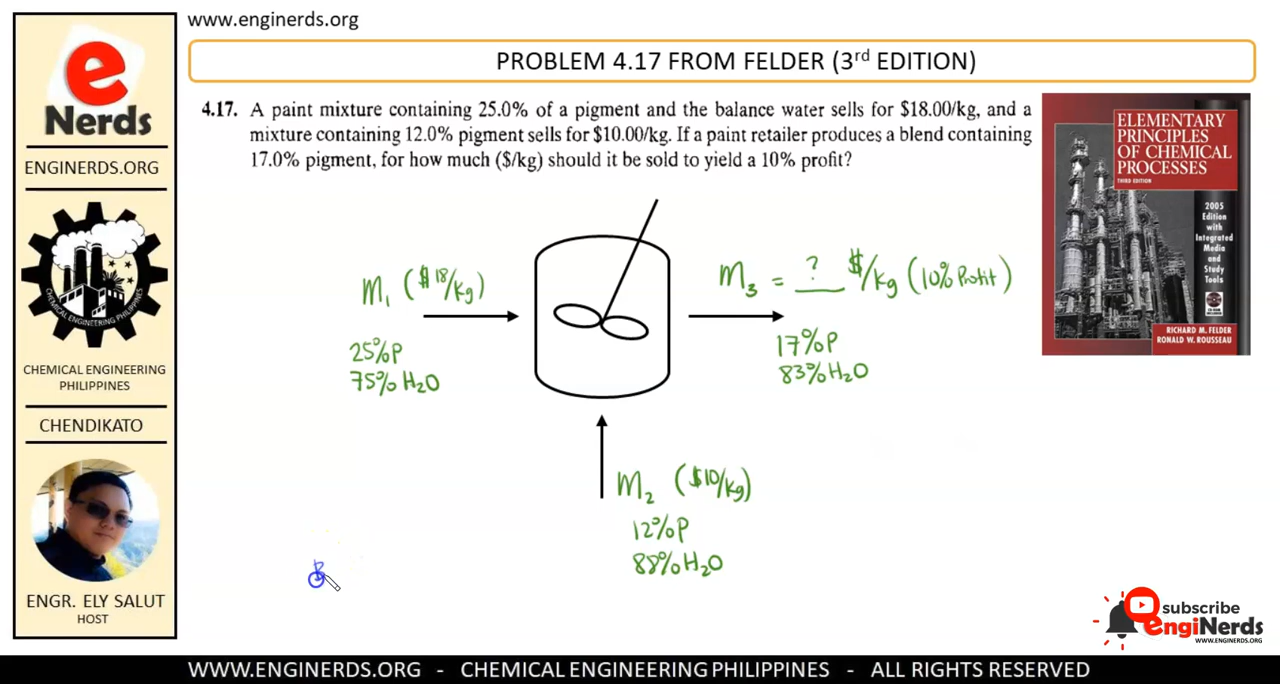 www.enginerds.org
e
Nerds
ENGINERDS.ORG
CHEMICAL ENGINEERING PHILIPPINES
CHEMICAL ENGINEERING
PHILIPPINES
CHENDIKATO
ENGR. ELY SALUT
HOST
PROBLEM 4.17 FROM FELDER (3rd EDITION)
4.17. A paint mixture containing 25.0% of a pigment and the balance water sells for $18.00/kg, and a
mixture containing 12.0% pigment sells for $10.00/kg. If a paint retailer produces a blend containing
17.0% pigment, for how much ($/kg) should it be sold to yield a 10% profit?
ELEMENTARY
PRINCIPLES
OF CHEMICAL
PROCESSES
THIRD EDITION
2005
Edition
with
Integrated
Media
and
Study
Tools
RICHARD M. FELDER
RONALD W. ROUSSEAU
M1 ($18/kg)
25%P
75%H2O
M3 = ? $/kg (10% Profit)
17%P
83%H2O
M2 ($10/kg)
12%P
88%H2O
B
subscribe
engiNerds
WWW.ENGINERDS.ORG
WWW.ENGINERDS.ORG - CHEMICAL ENGINEERING PHILIPPINES - ALL RIGHTS RESERVED